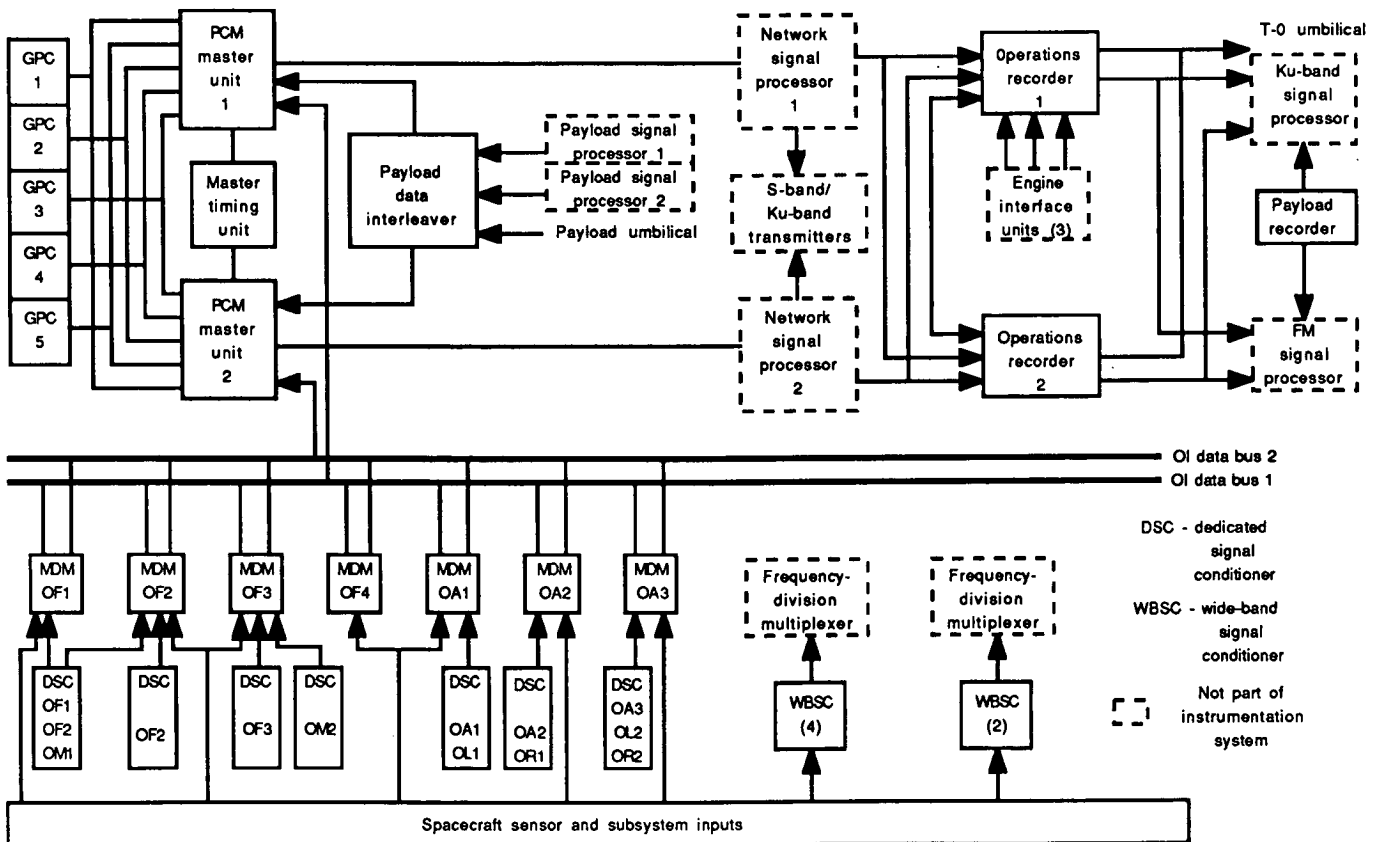 GPC
1
GPC
2
GPC
3
GPC
4
GPC
5
PCM
master
unit
1
Master
timing
unit
PCM
master
unit
2
Payload
data
interleaver
Payload signal
processor 1
Payload signal
processor 2
Payload umbilical
Network
signal
processor
1
S-band/
Ku-band
transmitters
Network
signal
processor
2
Operations
recorder
1
Engine
interface
units (3)
Operations
recorder
2
T-0 umbilical
Ku-band
signal
processor
Payload
recorder
FM
signal
processor
OI data bus 2
OI data bus 1
MDM
OF1
MDM
OF2
MDM
OF3
MDM
OF4
MDM
OA1
MDM
OA2
MDM
OA3
Frequency-
division
multiplexer
Frequency-
division
multiplexer
DSC - dedicated
signal
conditioner
WBSC - wide-band
signal
conditioner
Not part of
instrumentation
system
DSC
OF1
OF2
OM1
DSC
OF2
DSC
OF3
DSC
OM2
DSC
OA1
OL1
DSC
OA2
OR1
DSC
OA3
OL2
OR2
WBSC
(4)
WBSC
(2)
Spacecraft sensor and subsystem inputs